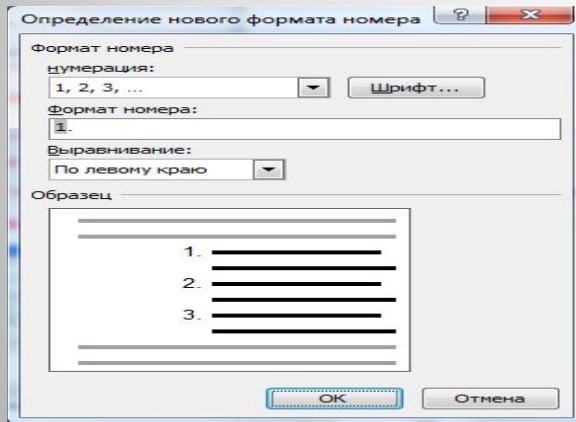 Определение нового формата номера
Формат номера
нумерация:
1, 2, 3, ...
Шрифт...
Формат номера:
1.
Выравнивание:
По левому краю
Образец
1.
2.
3.
ОК
Отмена